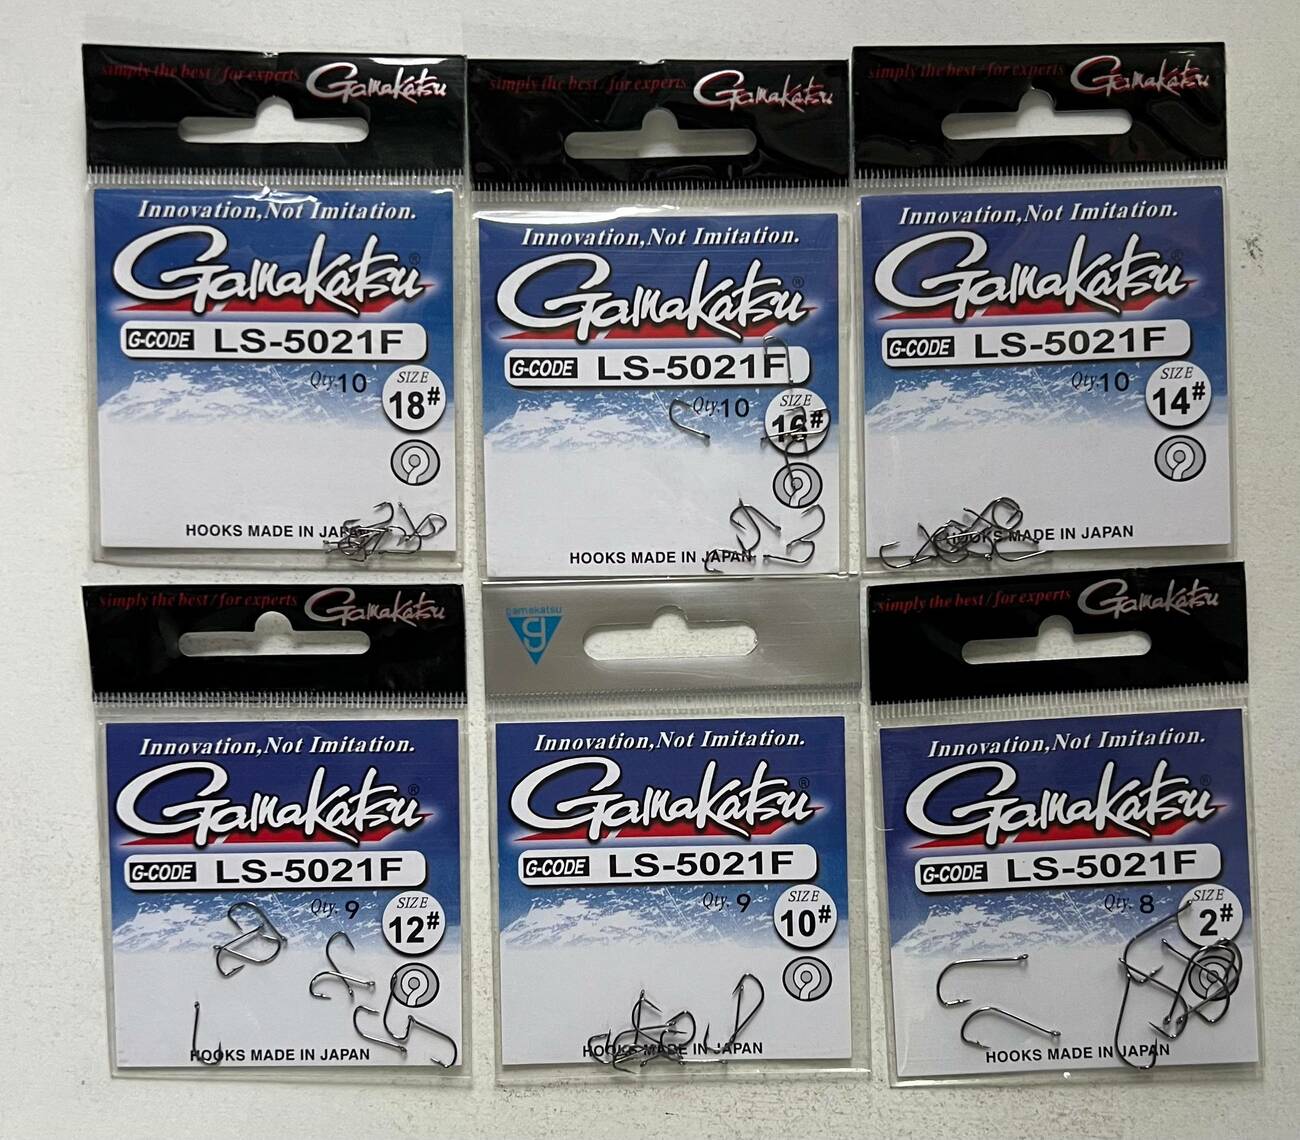 simply the best / for experts Gamakatsu
Innovation, Not Imitation.
Gamakatsu®
G-CODE LS-5021F
Qty. 10
SIZE
18#
HOOKS MADE IN JAPAN
simply the best / for experts Gamakatsu
Innovation, Not Imitation.
Gamakatsu®
G-CODE LS-5021F
Qty. 10
SIZE
16#
HOOKS MADE IN JAPAN
simply the best / for experts Gamakatsu
Innovation, Not Imitation.
Gamakatsu®
G-CODE LS-5021F
Qty. 10
SIZE
14#
HOOKS MADE IN JAPAN
simply the best / for experts Gamakatsu
Innovation, Not Imitation.
Gamakatsu®
G-CODE LS-5021F
Qty. 9
SIZE
12#
HOOKS MADE IN JAPAN
gamakatsu
g
Innovation, Not Imitation.
Gamakatsu®
G-CODE LS-5021F
Qty. 9
SIZE
10#
HOOKS MADE IN JAPAN
simply the best / for experts Gamakatsu
Innovation, Not Imitation.
Gamakatsu®
G-CODE LS-5021F
Qty. 8
SIZE
2#
HOOKS MADE IN JAPAN